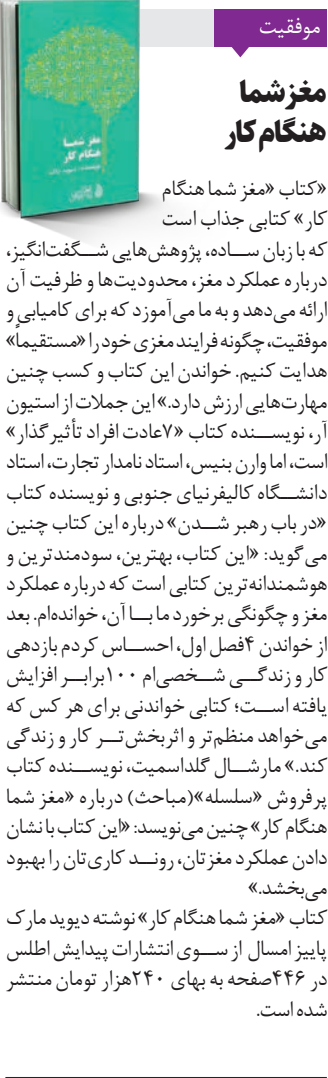 موفقیت
مغز شما
هنگام کار
مغز شما
هنگام کار
«کتاب «مغز شما هنگام
کار» کتابی جذاب است
که با زبان ساده، پژوهش‌هایی شگفت‌انگیز،
درباره عملکرد مغز، محدودیت‌ها و ظرفیت آن
ارائه می‌دهد و به ما می‌آموزد که برای کامیابی و
موفقیت، چگونه فرایند مغزی خود را «مستقیماً»
هدایت کنیم. خواندن این کتاب و کسب چنین
مهارت‌هایی ارزش دارد.» این جملات از استیون
آر، نویسنده کتاب «۷عادت افراد تأثیر گذار»
است، اما وارن بنیس، استاد نامدار تجارت، استاد
دانشگاه کالیفرنیای جنوبی و نویسنده کتاب
«در باب رهبر شدن» درباره این کتاب چنین
می گوید: «این کتاب، بهترین، سودمندترین و
هوشمندانه‌ترین کتابی است که درباره عملکرد
مغز و چگونگی برخورد ما با آن، خوانده‌ام. بعد
از خواندن ۴فصل اول، احساس کردم بازدهی
کار و زندگی شخصی‌ام ۱۰۰برابر افزایش
یافته است؛ کتابی خواندنی برای هر کس که
می‌خواهد منظم‌تر و اثربخش‌تر کار و زندگی
کند.» مارشال گلداسمیت، نویسنده کتاب
پرفروش «سلسله»(مباحث) درباره «مغز شما
هنگام کار» چنین می‌نویسد: «این کتاب با نشان
دادن عملکرد مغزتان، روند کاری‌تان را بهبود
می‌بخشد.»
کتاب «مغز شما هنگام کار» نوشته دیوید مارک
پاییز امسال از سوی انتشارات پیدایش اطلس
در ۴۴۶صفحه به بهای ۲۴۰هزار تومان منتشر
شده است.